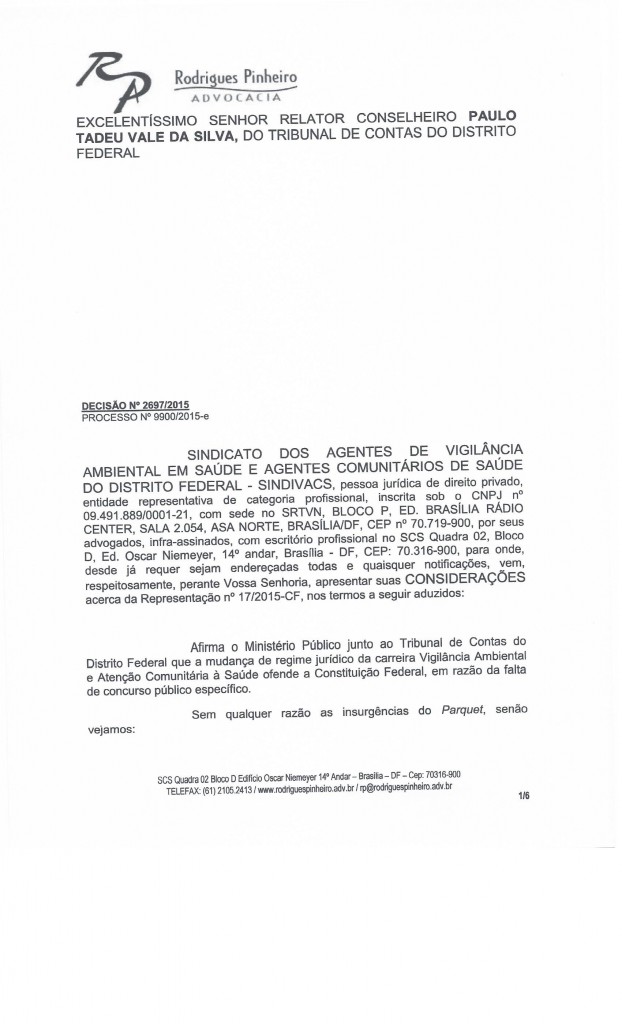 RP
Rodrigues Pinheiro
ADVOCACIA
EXCELENTÍSSIMO SENHOR RELATOR CONSELHEIRO PAULO
TADEU VALE DA SILVA, DO TRIBUNAL DE CONTAS DO DISTRITO
FEDERAL
DECISÃO Nº 2697/2015
PROCESSO Nº 9900/2015-e
SINDICATO DOS AGENTES DE VIGILÂNCIA
AMBIENTAL EM SAÚDE E AGENTES COMUNITÁRIOS DE SAÚDE
DO DISTRITO FEDERAL - SINDIVACS, pessoa jurídica de direito privado,
entidade representativa de categoria profissional, inscrita sob o CNPJ nº
09.491.889/0001-21, com sede no SRTVN, BLOCO P, ED. BRASÍLIA RÁDIO
CENTER, SALA 2.054, ASA NORTE, BRASÍLIA/DF, CEP nº 70.719-900, por seus
advogados, infra-assinados, com escritório profissional no SCS Quadra 02, Bloco
D, Ed. Oscar Niemeyer, 14º andar, Brasília - DF, CEP: 70.316-900, para onde,
desde já requer sejam endereçadas todas e quaisquer notificações, vem,
respeitosamente, perante Vossa Senhoria, apresentar suas CONSIDERAÇÕES
acerca da Representação nº 17/2015-CF, nos termos a seguir aduzidos:
Afirma o Ministério Público junto ao Tribunal de Contas do
Distrito Federal que a mudança de regime jurídico da carreira Vigilância Ambiental
e Atenção Comunitária à Saúde ofende a Constituição Federal, em razão da falta
de concurso público específico.
Sem qualquer razão as insurgências do Parquet, senão
vejamos:
SCS Quadra 02 Bloco D Edifício Oscar Niemeyer 14º Andar – Brasília – DF – Cep: 70316-900
TELEFAX: (61) 2105.2413 / www.rodriguespinheiro.adv.br / rp@rodriguespinheiro.adv.br
1/6